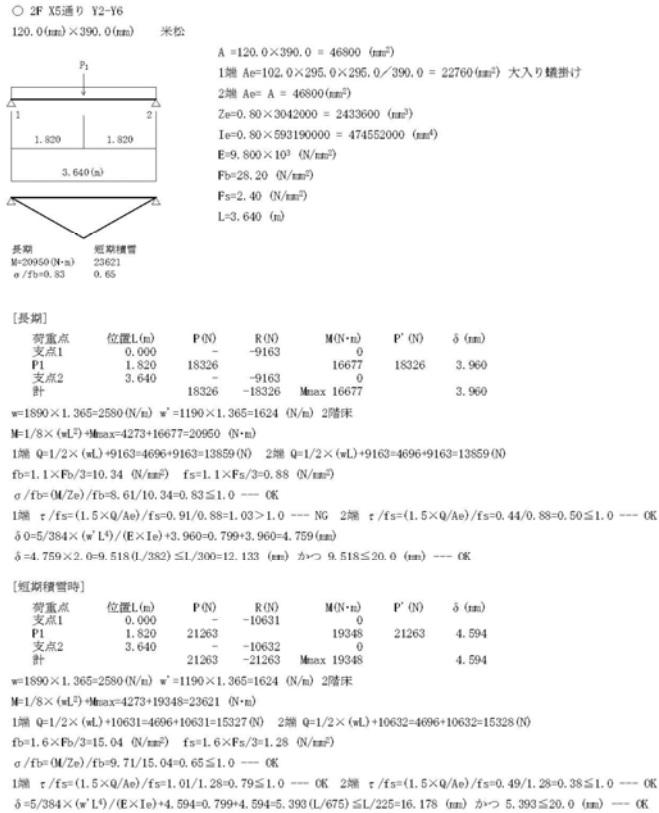 ○ 2F X5通り Y2-Y6
120.0(mm)×390.0(mm) 米松
A =120.0×390.0 = 46800 (mm²)
1端 Ae=102.0×295.0×295.0／390.0 = 22760(mm²) 大入り蟻掛け
2端 Ae= A = 46800(mm²)
Ze=0.80×3042000 = 2433600 (mm³)
Ie=0.80×593190000 = 474552000 (mm⁴)
E=9.800×10³ (N/mm²)
Fb=28.20 (N/mm²)
Fs=2.40 (N/mm²)
L=3.640 (m)
P₁
1 2
1.820 1.820
3.640(m)
長期 短期積雪
M=20950(N・m) 23621
σ/fb=0.83 0.65
[長期]
荷重点 位置L(m) P(N) R(N) M(N・m) P'(N) δ(mm)
支点1 0.000 - -9163 0
P1 1.820 18326 16677 18326 3.960
支点2 3.640 - -9163 0
計 18326 -18326 Mmax 16677 3.960
w=1890×1.365=2580(N/m) w'=1190×1.365=1624 (N/m) 2階床
M=1/8×(wL²)+Mmax=4273+16677=20950 (N・m)
1端 Q=1/2×(wL)+9163=4696+9163=13859(N) 2端 Q=1/2×(wL)+9163=4696+9163=13859(N)
fb=1.1×Fb/3=10.34 (N/mm²) fs=1.1×Fs/3=0.88 (N/mm²)
σ/fb=(M/Ze)/fb=8.61/10.34=0.83≦1.0 --- OK
1端 τ/fs=(1.5×Q/Ae)/fs=0.91/0.88=1.03＞1.0 --- NG 2端 τ/fs=(1.5×Q/Ae)/fs=0.44/0.88=0.50≦1.0 --- OK
δ0=5/384×(w'L⁴)/(E×Ie)+3.960=0.799+3.960=4.759(mm)
δ=4.759×2.0=9.518(L/382)≦L/300=12.133 (mm) かつ 9.518≦20.0 (mm) --- OK
[短期積雪時]
荷重点 位置L(m) P(N) R(N) M(N・m) P'(N) δ(mm)
支点1 0.000 - -10631 0
P1 1.820 21263 19348 21263 4.594
支点2 3.640 - -10632 0
計 21263 -21263 Mmax 19348 4.594
w=1890×1.365=2580(N/m) w'=1190×1.365=1624 (N/m) 2階床
M=1/8×(wL²)+Mmax=4273+19348=23621 (N・m)
1端 Q=1/2×(wL)+10631=4696+10631=15327(N) 2端 Q=1/2×(wL)+10632=4696+10632=15328(N)
fb=1.6×Fb/3=15.04 (N/mm²) fs=1.6×Fs/3=1.28 (N/mm²)
σ/fb=(M/Ze)/fb=9.71/15.04=0.65≦1.0 --- OK
1端 τ/fs=(1.5×Q/Ae)/fs=1.01/1.28=0.79≦1.0 --- OK 2端 τ/fs=(1.5×Q/Ae)/fs=0.49/1.28=0.38≦1.0 --- OK
δ=5/384×(w'L⁴)/(E×Ie)+4.594=0.799+4.594=5.393(L/675)≦L/225=16.178 (mm) かつ 5.393≦20.0 (mm) --- OK